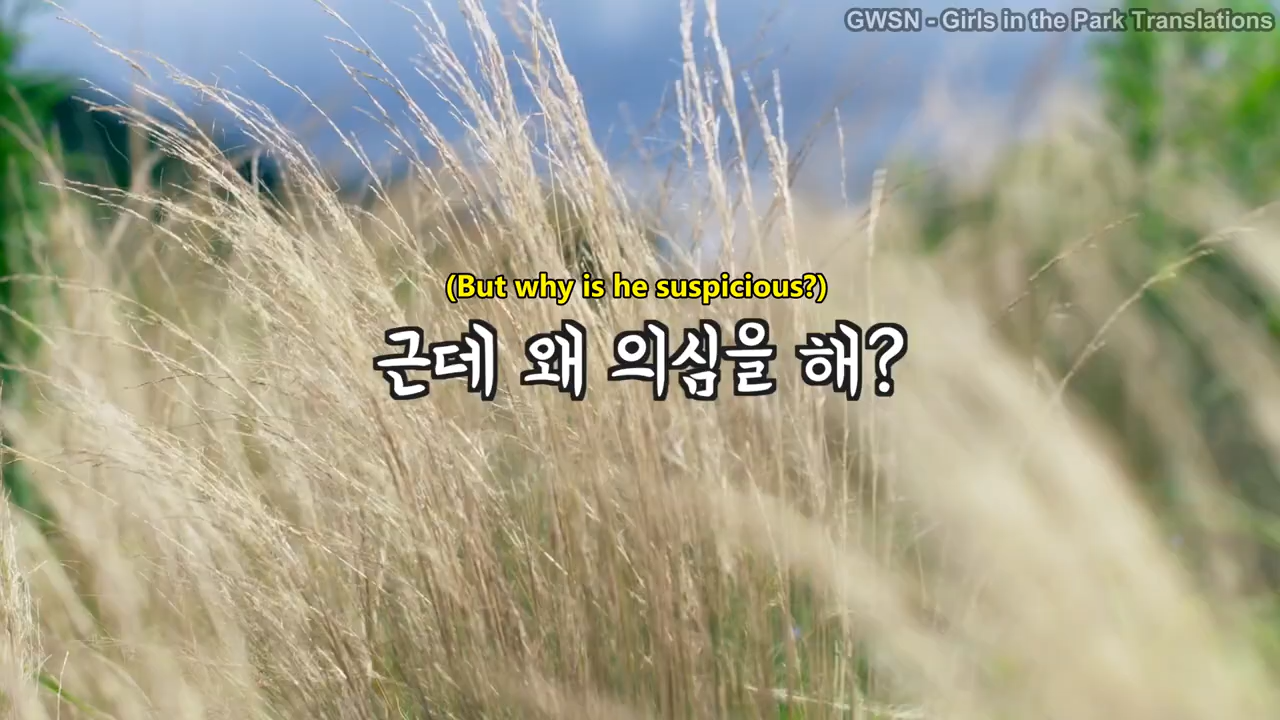 GWSN - Girls in the Park Translations
(But why is he suspicious?)
근데 왜 의심을 해?